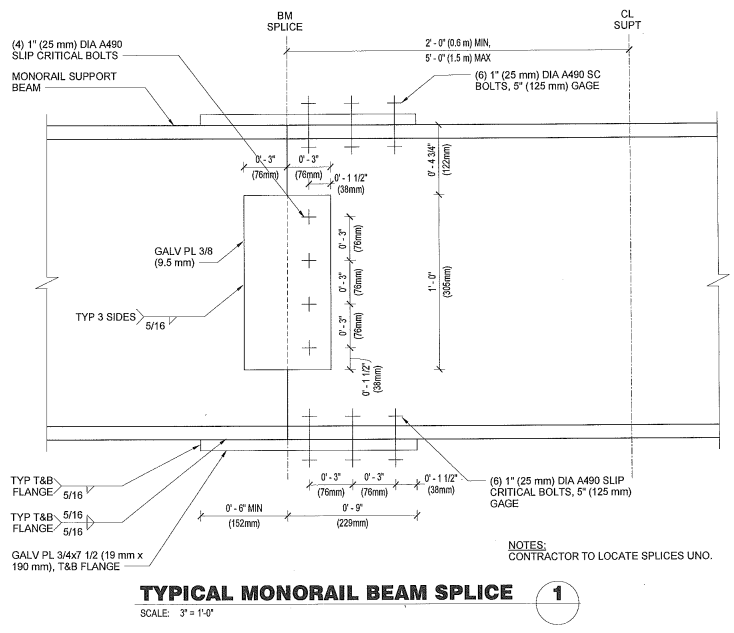 BM
SPLICE
CL
SUPT
(4) 1" (25 mm) DIA A490
SLIP CRITICAL BOLTS
2' - 0" (0.6 m) MIN,
5' - 0" (1.5 m) MAX
MONORAIL SUPPORT
BEAM
(6) 1" (25 mm) DIA A490 SC
BOLTS, 5" (125 mm) GAGE
0' - 3"
(76mm)
0' - 3"
(76mm)
0' - 1 1/2"
(38mm)
0' - 4 3/4"
(122mm)
GALV PL 3/8
(9.5 mm)
0' - 3"
(76mm)
0' - 3"
(76mm)
0' - 3"
(76mm)
1' - 0"
(305mm)
TYP 3 SIDES
5/16
0' - 1 1/2"
(38mm)
TYP T&B
FLANGE
5/16
0' - 3"
(76mm)
0' - 3"
(76mm)
0' - 1 1/2"
(38mm)
(6) 1" (25 mm) DIA A490 SLIP
CRITICAL BOLTS, 5" (125 mm)
GAGE
TYP T&B
FLANGE
5/16
5/16
0' - 6" MIN
(152mm)
0' - 9"
(229mm)
GALV PL 3/4x7 1/2 (19 mm x
190 mm), T&B FLANGE
NOTES:
CONTRACTOR TO LOCATE SPLICES UNO.
TYPICAL MONORAIL BEAM SPLICE
1
SCALE: 3" = 1'-0"